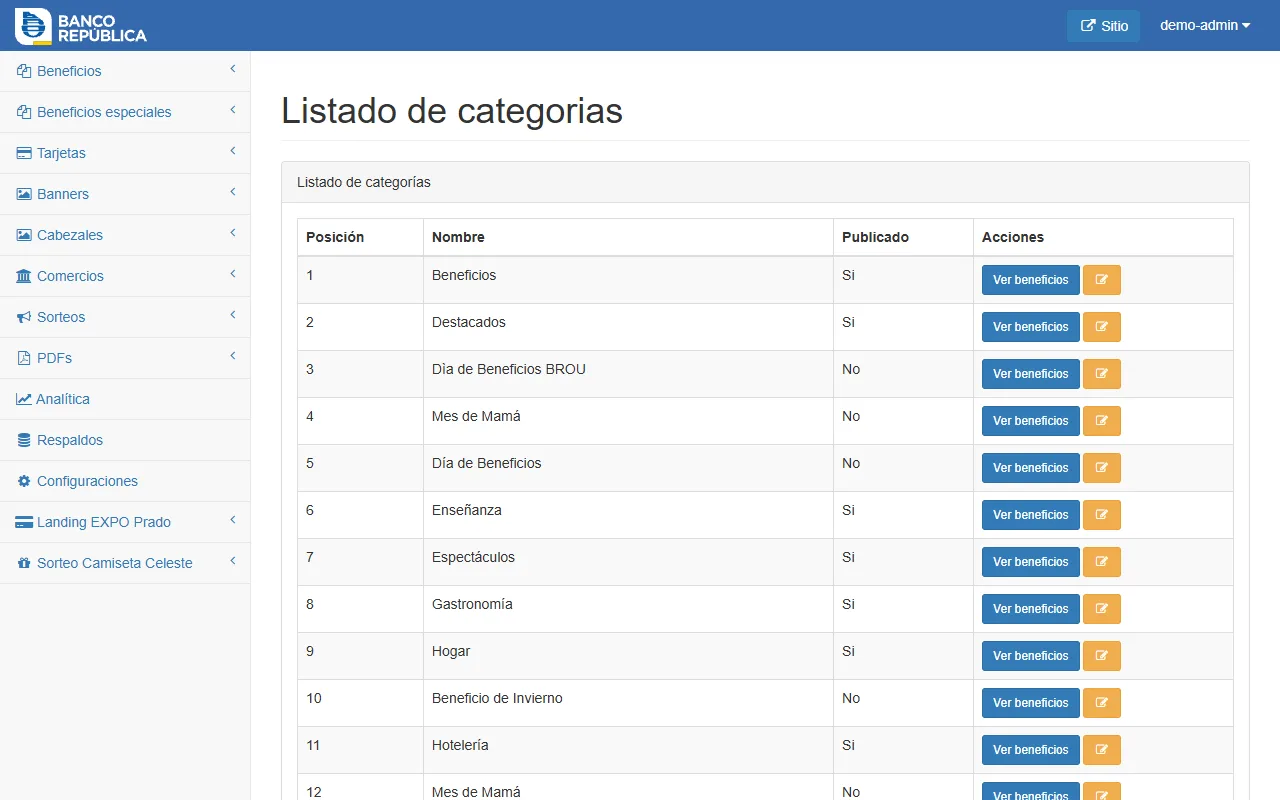 BANCO
REPÚBLICA
Sitio
demo-admin
Beneficios
Beneficios especiales
Tarjetas
Banners
Cabezales
Comercios
Sorteos
PDFs
Analítica
Respaldos
Configuraciones
Landing EXPO Prado
Sorteo Camiseta Celeste
Listado de categorias
Listado de categorías
Posición Nombre Publicado Acciones
1 Beneficios Si Ver beneficios
2 Destacados Si Ver beneficios
3 Dìa de Beneficios BROU No Ver beneficios
4 Mes de Mamá No Ver beneficios
5 Día de Beneficios No Ver beneficios
6 Enseñanza Si Ver beneficios
7 Espectáculos Si Ver beneficios
8 Gastronomía Si Ver beneficios
9 Hogar Si Ver beneficios
10 Beneficio de Invierno No Ver beneficios
11 Hotelería Si Ver beneficios
12 Mes de Mamá No Ver beneficios